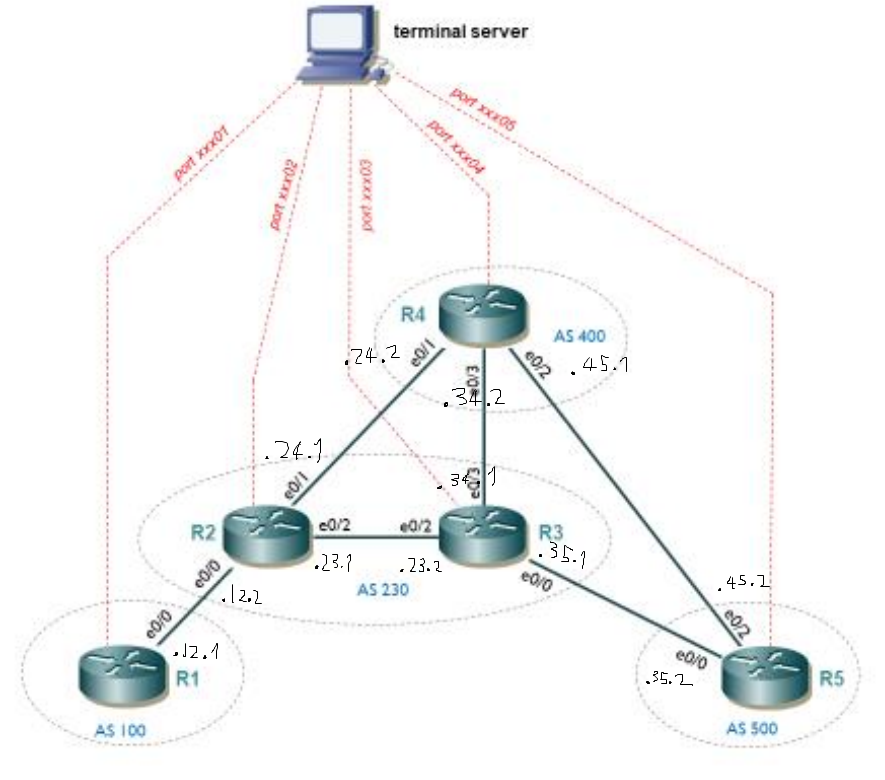 terminal server
port xxx01
port xxx02
port xxx03
port xxx04
port xxx05
R4
AS 400
.24.2
e0/1
e0/3
e0/2
.45.1
.34.2
.24.1
e0/1
.34.1
e0/3
R2
e0/2
e0/2
R3
.23.1
.23.2
.35.1
e0/0
e0/0
AS 230
.12.2
.45.2
e0/2
e0/0
.12.1
R1
e0/0
.35.2
R5
AS 100
AS 500